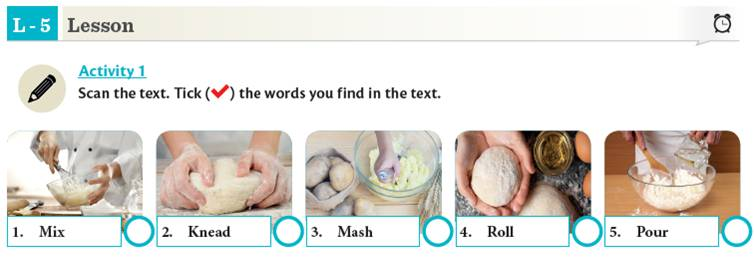 L - 5 Lesson
Activity 1
Scan the text. Tick (✔) the words you find in the text.
1. Mix 2. Knead 3. Mash 4. Roll 5. Pour